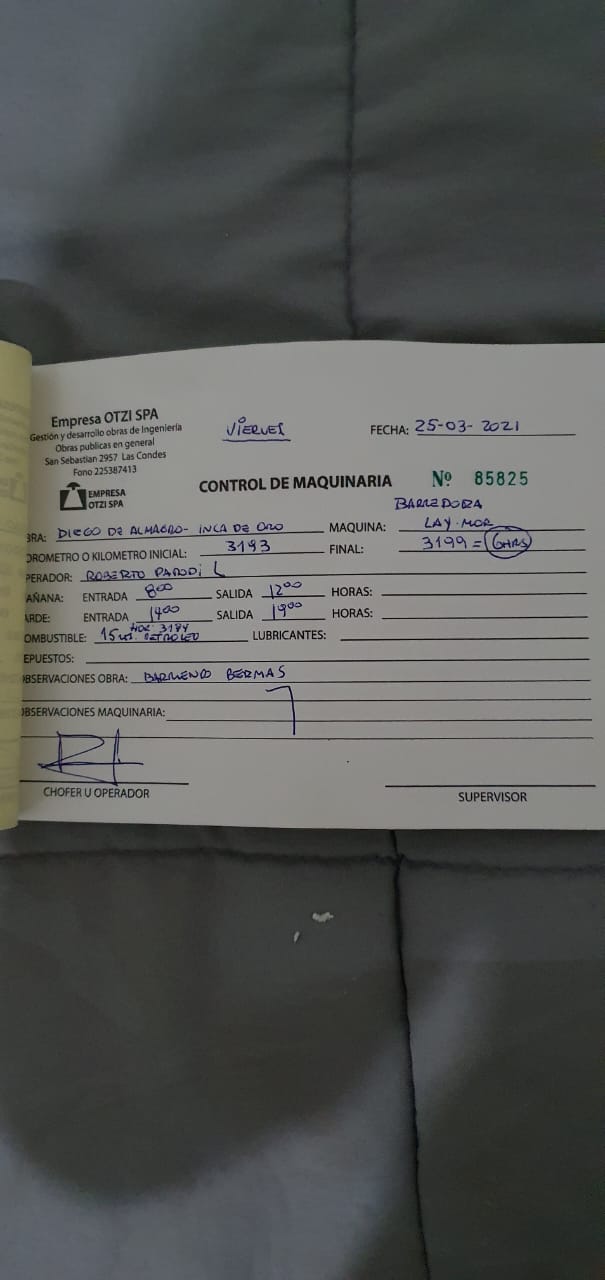 Empresa OTZI SPA
Gestión y desarrollo obras de Ingeniería
Obras publicas en general
San Sebastian 2957 Las Condes
Fono 225387413
EMPRESA
OTZI SPA
VIERNES
FECHA: 25-03-2021
CONTROL DE MAQUINARIA Nº 85825
BARREDORA
BRA: DIEGO DE ALMAGRO - INCA DE ORO MAQUINA: LAY-MOR
OROMETRO O KILOMETRO INICIAL: 3193 FINAL: 3199 = 6HRS
PERADOR: ROBERTO PARODI L
AÑANA: ENTRADA 8:00 SALIDA 12:00 HORAS:
ARDE: ENTRADA 14:00 SALIDA 19:00 HORAS:
HOR. 3194
OMBUSTIBLE: 15 LTS. PETROLEO LUBRICANTES:
EPUESTOS:
BSERVACIONES OBRA: BARRIENDO BERMAS
BSERVACIONES MAQUINARIA:
CHOFER U OPERADOR
SUPERVISOR